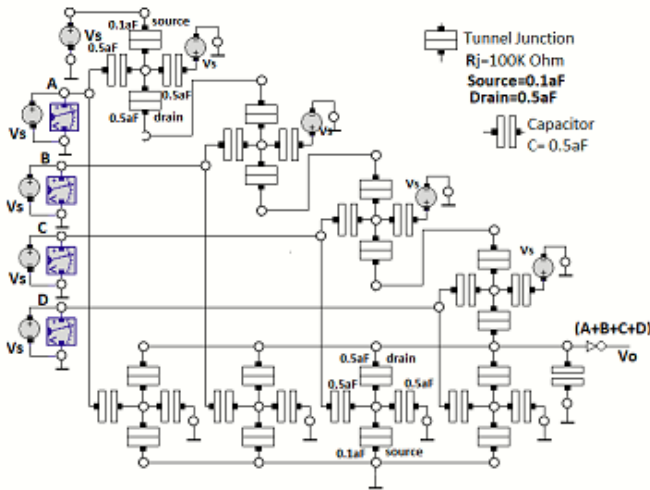 0.1aF source
Vs
0.5aF
Vs
A
0.5aF
0.5aF drain
Vs
Tunnel Junction
Rj=100K Ohm
Source=0.1aF
Drain=0.5aF
Capacitor
C= 0.5aF
Vs
B
Vs
Vs
C
Vs
Vs
D
Vs
(A+B+C+D)
Vo
0.5aF drain
0.5aF
0.5aF
0.1aF source